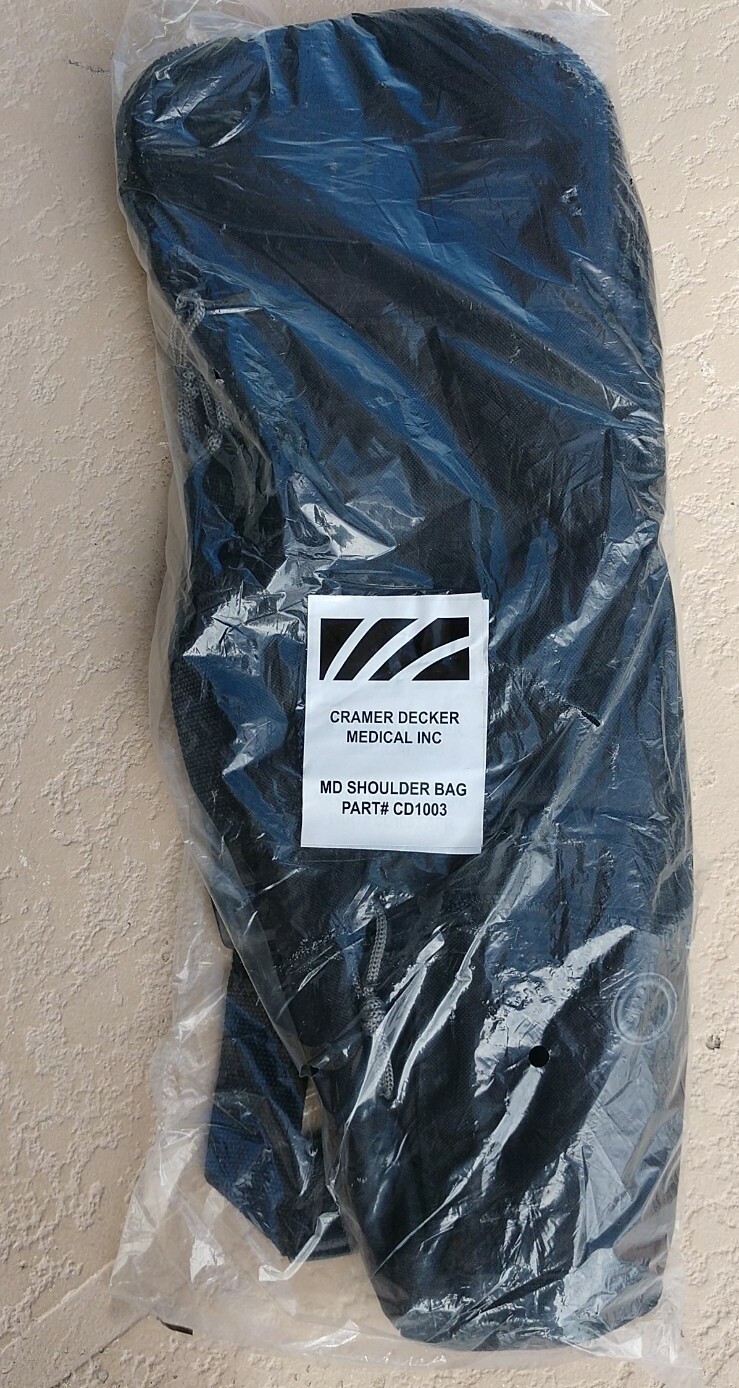 CRAMER DECKER
MEDICAL INC
MD SHOULDER BAG
PART# CD1003